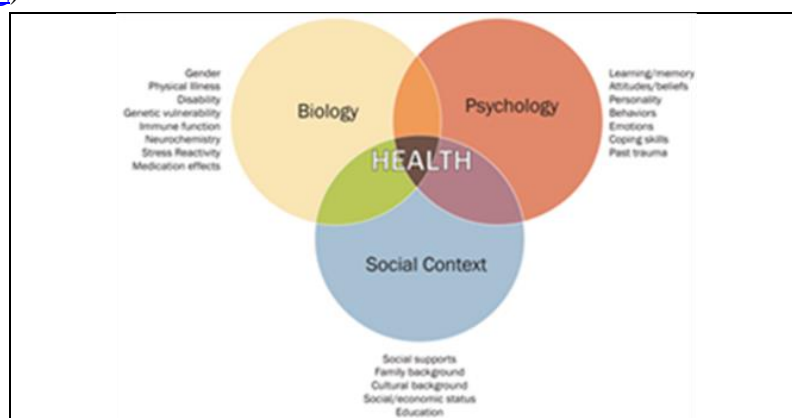 Gender
Physical Illness
Disability
Genetic vulnerability
Immune function
Neurochemistry
Stress Reactivity
Medication effects
Biology
Psychology
Learning/memory
Attitudes/beliefs
Personality
Behaviors
Emotions
Coping skills
Past trauma
HEALTH
Social Context
Social supports
Family background
Cultural background
Social/economic status
Education